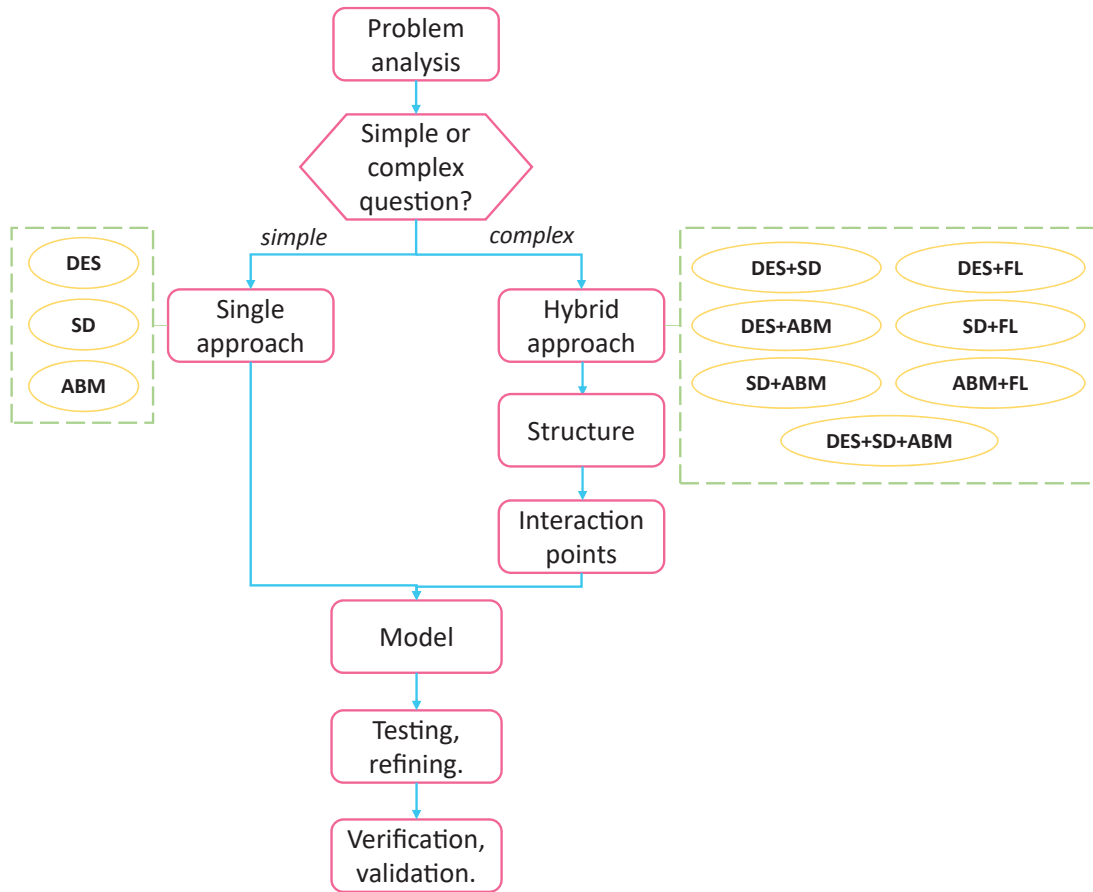 Problem
analysis
Simple or
complex
question?
simple
complex
DES
SD
ABM
Single
approach
Hybrid
approach
DES+SD
DES+FL
DES+ABM
SD+FL
SD+ABM
ABM+FL
DES+SD+ABM
Structure
Interaction
points
Model
Testing,
refining.
Verification,
validation.